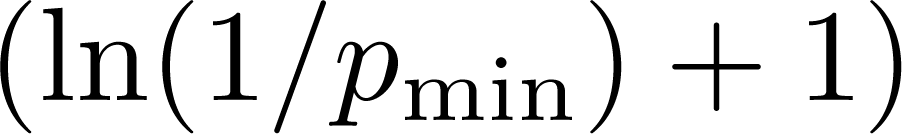 (ln(1/p_min) + 1)